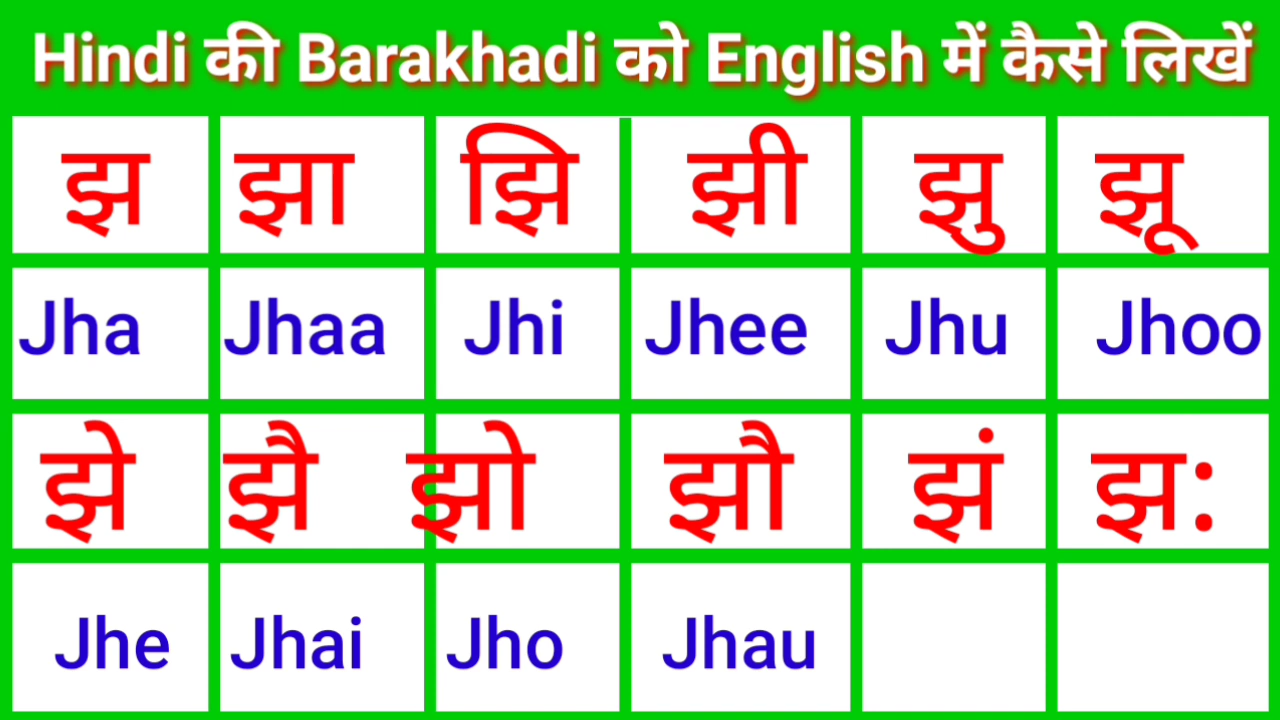 Hindi की Barakhadi को English में कैसे लिखें
झ झा झि झी झु झू
Jha Jhaa Jhi Jhee Jhu Jhoo
झे झै झो झौ झं झ:
Jhe Jhai Jho Jhau